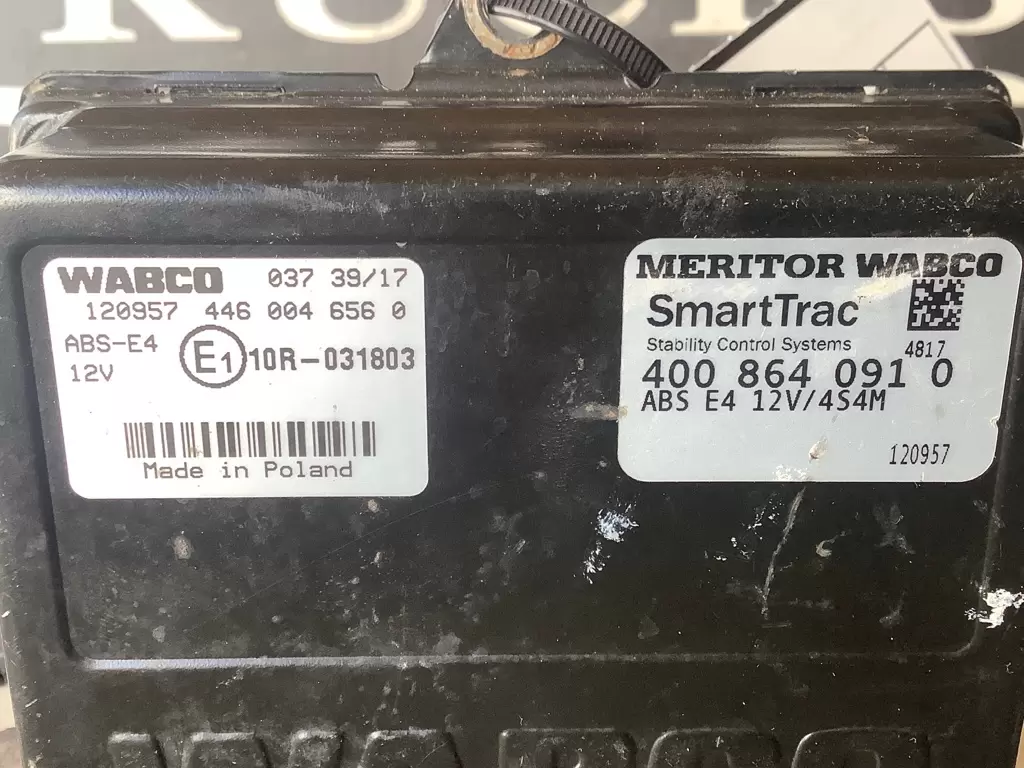 WABCO 037 39/17
120957 446 004 656 0
ABS-E4
12V
E1 10R-031803
Made in Poland
MERITOR WABCO
SmartTrac™
Stability Control Systems
4817
400 864 091 0
ABS E4 12V/4S4M
120957